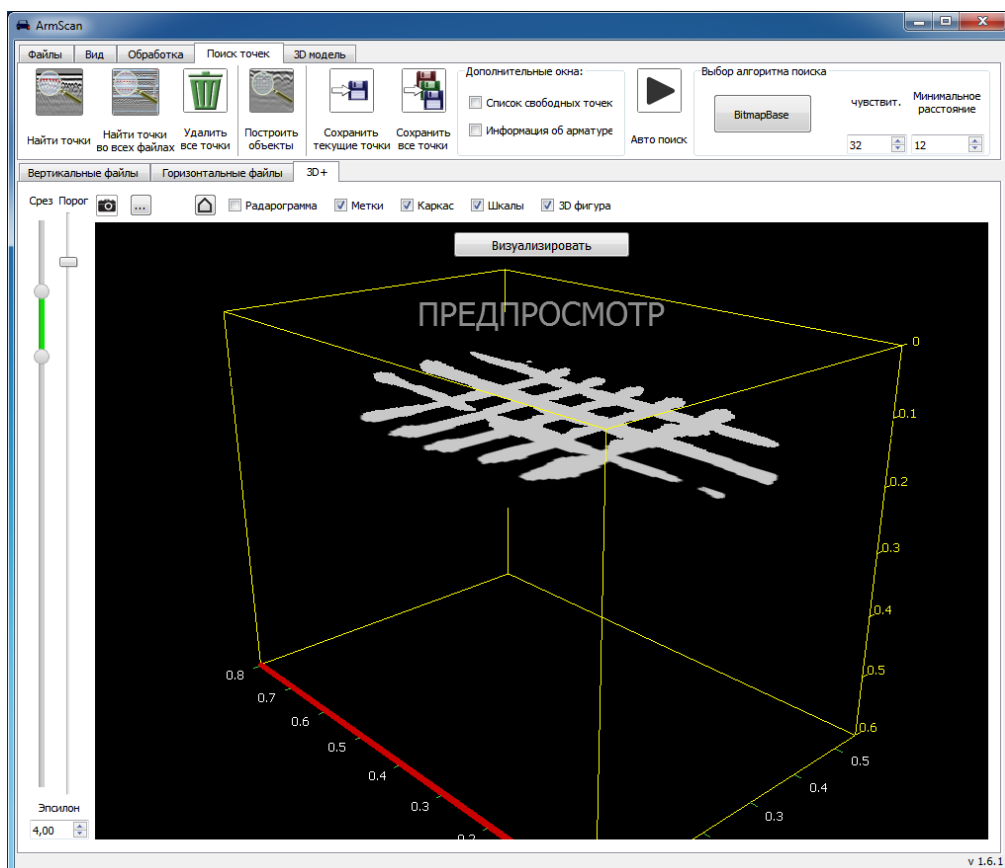 ArmScan
Файлы Вид Обработка Поиск точек 3D модель
Найти точки
Найти точки
во всех файлах
Удалить
все точки
Построить
объекты
Сохранить
текущие точки
Сохранить
все точки
Дополнительные окна:
Список свободных точек
Информация об арматуре
Авто поиск
Выбор алгоритма поиска
BitmapBase
чувствит.
32
Минимальное
расстояние
12
Вертикальные файлы Горизонтальные файлы 3D+
Срез Порог ... Радарограмма Метки Каркас Шкалы 3D фигура
Визуализировать
ПРЕДПРОСМОТР
0
0.1
0.2
0.3
0.4
0.5
0.6
0.8
0.7
0.6
0.5
0.4
0.3
0.2
0.5
0.3
Эпсилон
4,00
v 1.6.1